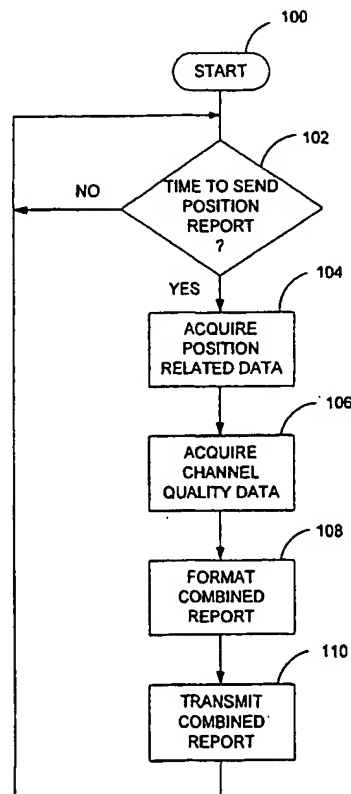 100
START
102
TIME TO SEND
POSITION
REPORT
?
NO
YES
104
ACQUIRE
POSITION
RELATED DATA
106
ACQUIRE
CHANNEL
QUALITY DATA
108
FORMAT
COMBINED
REPORT
110
TRANSMIT
COMBINED
REPORT